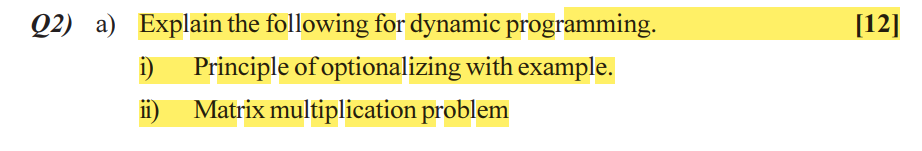 Q2) a) Explain the following for dynamic programming. [12]
i) Principle of optionalizing with example.
ii) Matrix multiplication problem